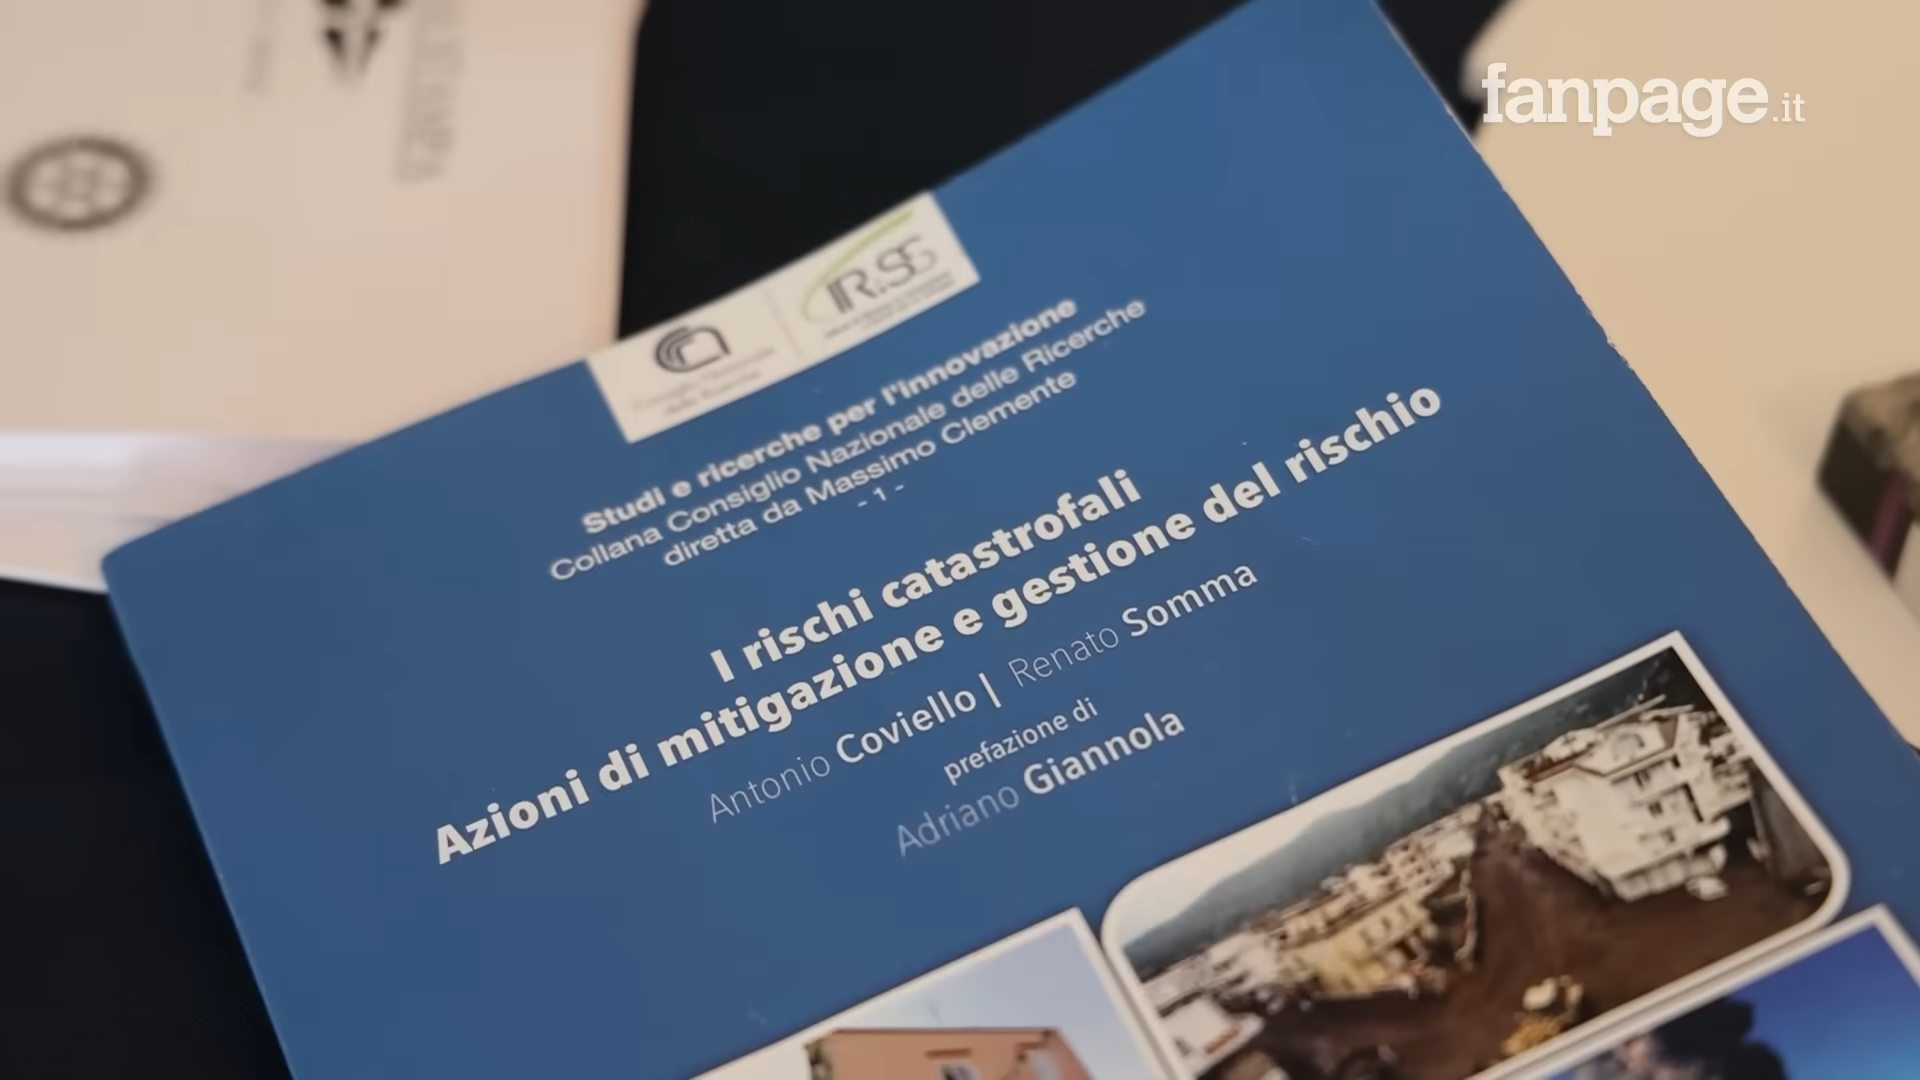 fanpage.it
IRISS
Studi e ricerche per l'innovazione
Collana Consiglio Nazionale delle Ricerche
diretta da Massimo Clemente
- 1 -
I rischi catastrofali
Azioni di mitigazione e gestione del rischio
Antonio Coviello | Renato Somma
prefazione di
Adriano Giannola